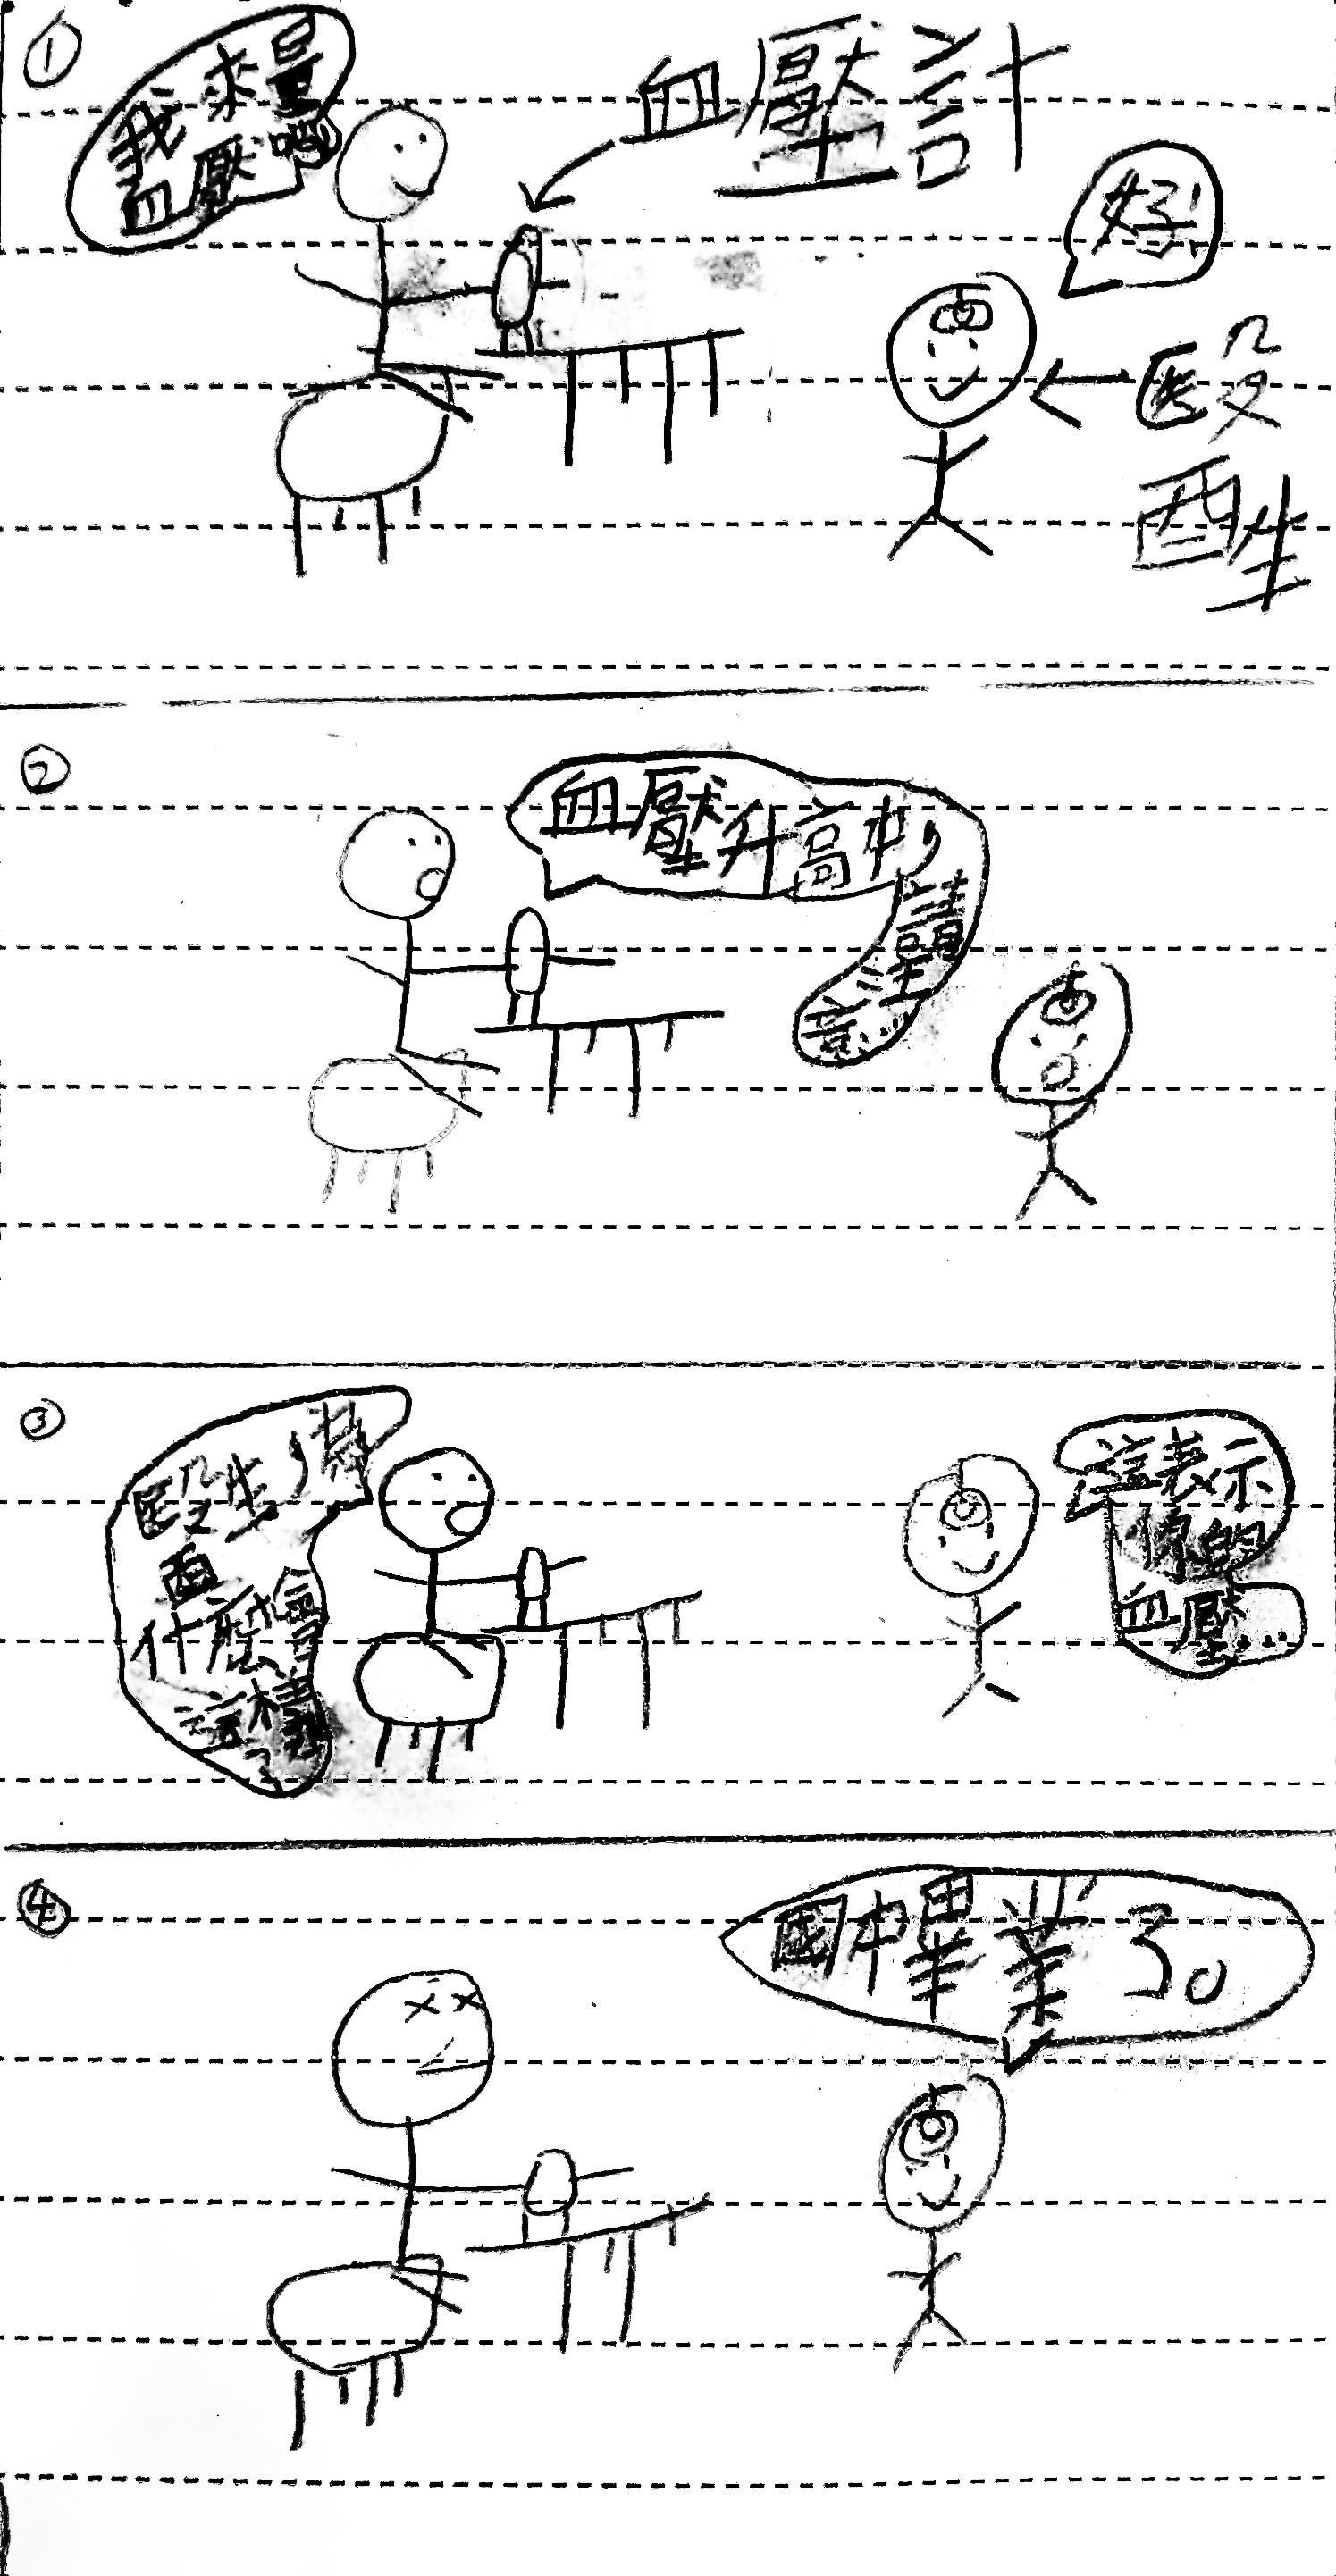 ①
我來量
血壓
血壓計
好!
醫生
②
血壓升高中，
請注意...
③
醫生，為
什麼會
這樣?
這表示
你的
血壓...
④
國中畢業了。